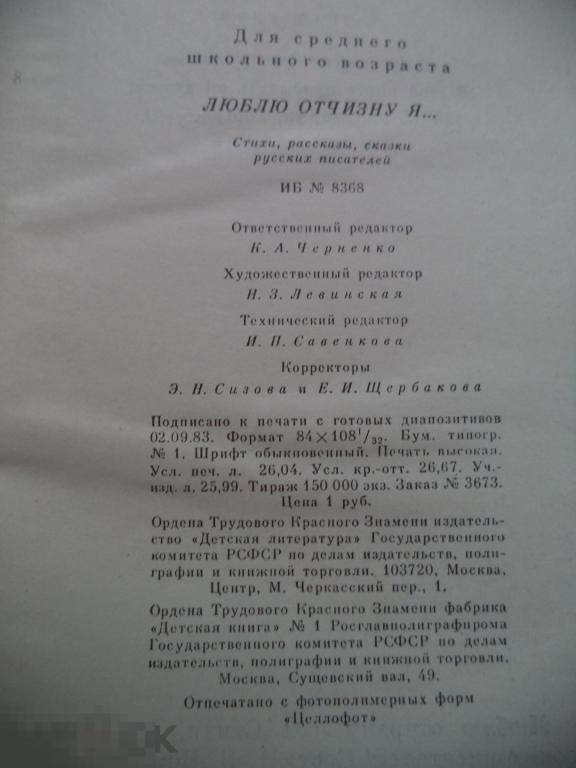 Для среднего
школьного возраста
ЛЮБЛЮ ОТЧИЗНУ Я...
Стихи, рассказы, сказки
русских писателей
ИБ № 8368
Ответственный редактор
К. А. Черненко
Художественный редактор
Н. З. Левинская
Технический редактор
И. П. Савенкова
Корректоры
Э. Н. Сизова и Е. И. Щербакова
Подписано к печати с готовых диапозитивов
02.09.83. Формат 84×108¹/₃₂. Бум. типогр.
№ 1. Шрифт обыкновенный. Печать высокая.
Усл. печ. л. 26,04. Усл. кр.-отт. 26,67. Уч.-
изд. л. 25,99. Тираж 150 000 экз. Заказ № 3673.
Цена 1 руб.
Ордена Трудового Красного Знамени издатель-
ство «Детская литература» Государственного
комитета РСФСР по делам издательств, поли-
графии и книжной торговли. 103720, Москва,
Центр, М. Черкасский пер., 1.
Ордена Трудового Красного Знамени фабрика
«Детская книга» № 1 Росглавполиграфпрома
Государственного комитета РСФСР по делам
издательств, полиграфии и книжной торговли.
Москва, Сущевский вал, 49.
Отпечатано с фотополимерных форм
«Целлофот»